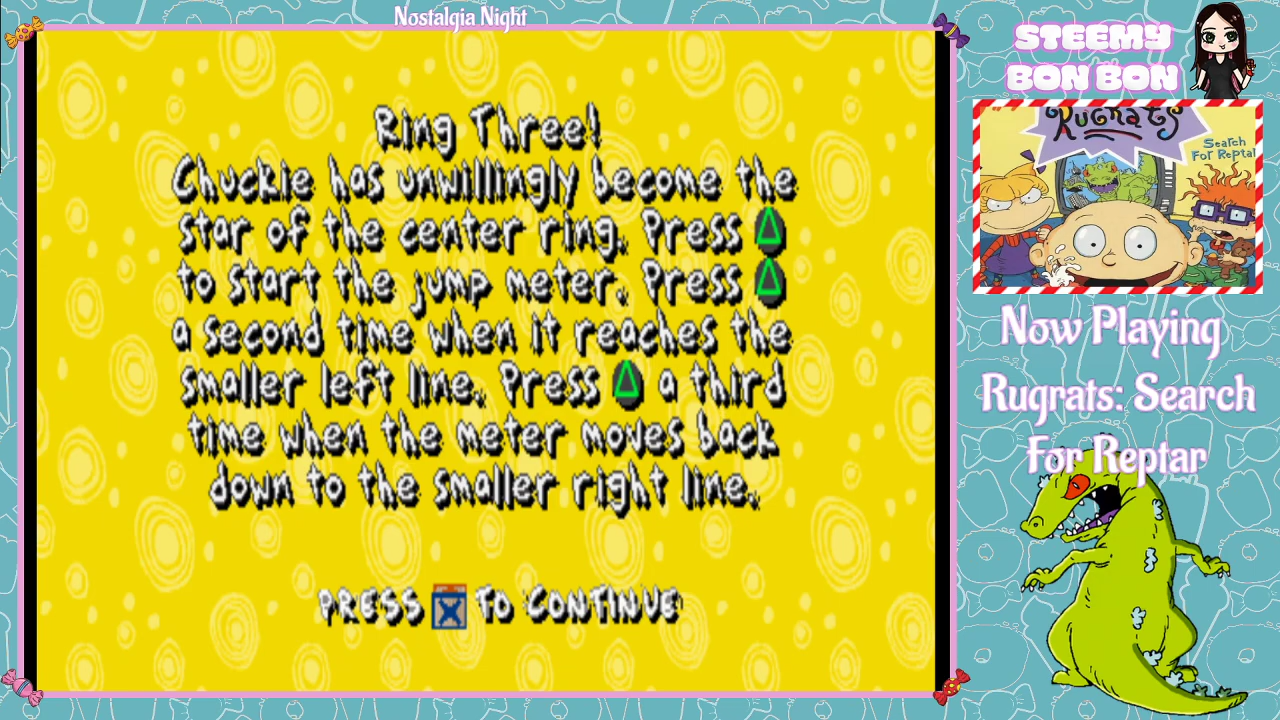 Nostalgia Night
Ring Three!
Chuckie has unwillingly become the
star of the center ring. Press
to start the jump meter. Press
a second time when it reaches the
smaller left line. Press a third
time when the meter moves back
down to the smaller right line.
PRESS X TO CONTINUE
STEEMY
BON BON
Rugrats
Search
For Reptar
Now Playing
Rugrats: Search
For Reptar